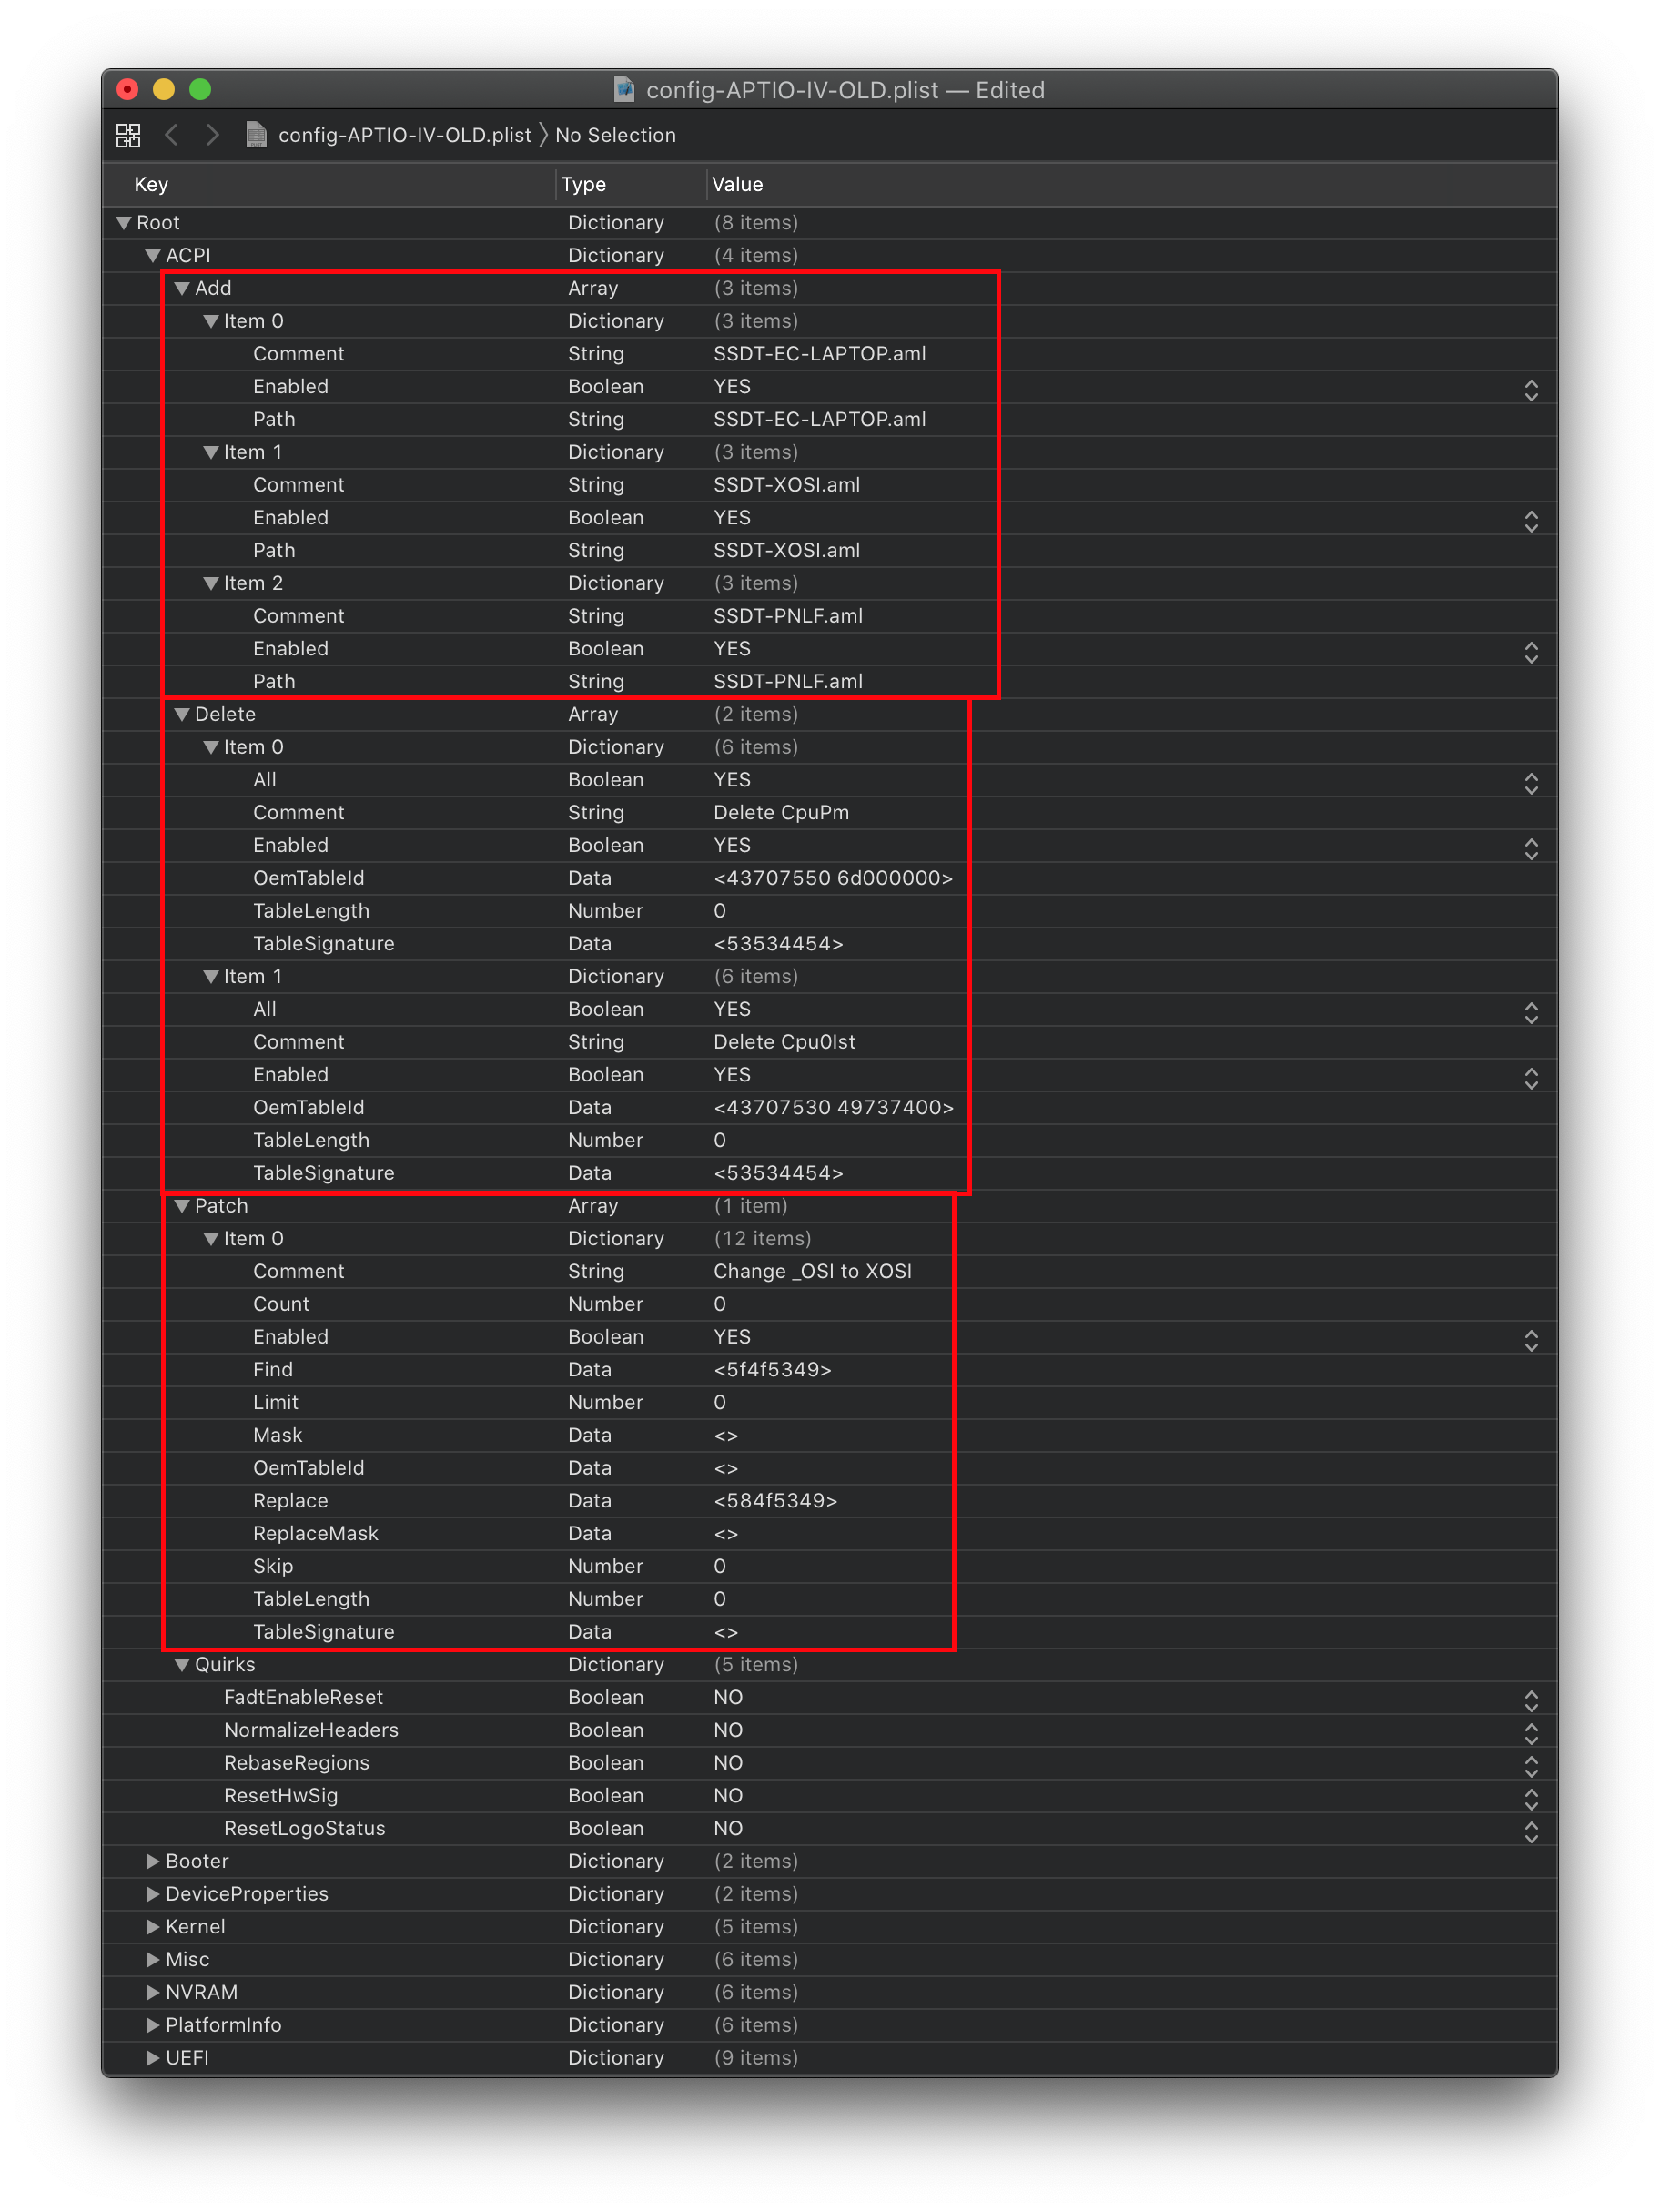 config-APTIO-IV-OLD.plist — Edited
config-APTIO-IV-OLD.plist 〉 No Selection
Key Type Value
Root Dictionary (8 items)
ACPI Dictionary (4 items)
Add Array (3 items)
Item 0 Dictionary (3 items)
Comment String SSDT-EC-LAPTOP.aml
Enabled Boolean YES
Path String SSDT-EC-LAPTOP.aml
Item 1 Dictionary (3 items)
Comment String SSDT-XOSI.aml
Enabled Boolean YES
Path String SSDT-XOSI.aml
Item 2 Dictionary (3 items)
Comment String SSDT-PNLF.aml
Enabled Boolean YES
Path String SSDT-PNLF.aml
Delete Array (2 items)
Item 0 Dictionary (6 items)
All Boolean YES
Comment String Delete CpuPm
Enabled Boolean YES
OemTableId Data <43707550 6d000000>
TableLength Number 0
TableSignature Data <53534454>
Item 1 Dictionary (6 items)
All Boolean YES
Comment String Delete Cpu0Ist
Enabled Boolean YES
OemTableId Data <43707530 49737400>
TableLength Number 0
TableSignature Data <53534454>
Patch Array (1 item)
Item 0 Dictionary (12 items)
Comment String Change _OSI to XOSI
Count Number 0
Enabled Boolean YES
Find Data <5f4f5349>
Limit Number 0
Mask Data <>
OemTableId Data <>
Replace Data <584f5349>
ReplaceMask Data <>
Skip Number 0
TableLength Number 0
TableSignature Data <>
Quirks Dictionary (5 items)
FadtEnableReset Boolean NO
NormalizeHeaders Boolean NO
RebaseRegions Boolean NO
ResetHwSig Boolean NO
ResetLogoStatus Boolean NO
Booter Dictionary (2 items)
DeviceProperties Dictionary (2 items)
Kernel Dictionary (5 items)
Misc Dictionary (6 items)
NVRAM Dictionary (6 items)
PlatformInfo Dictionary (6 items)
UEFI Dictionary (9 items)